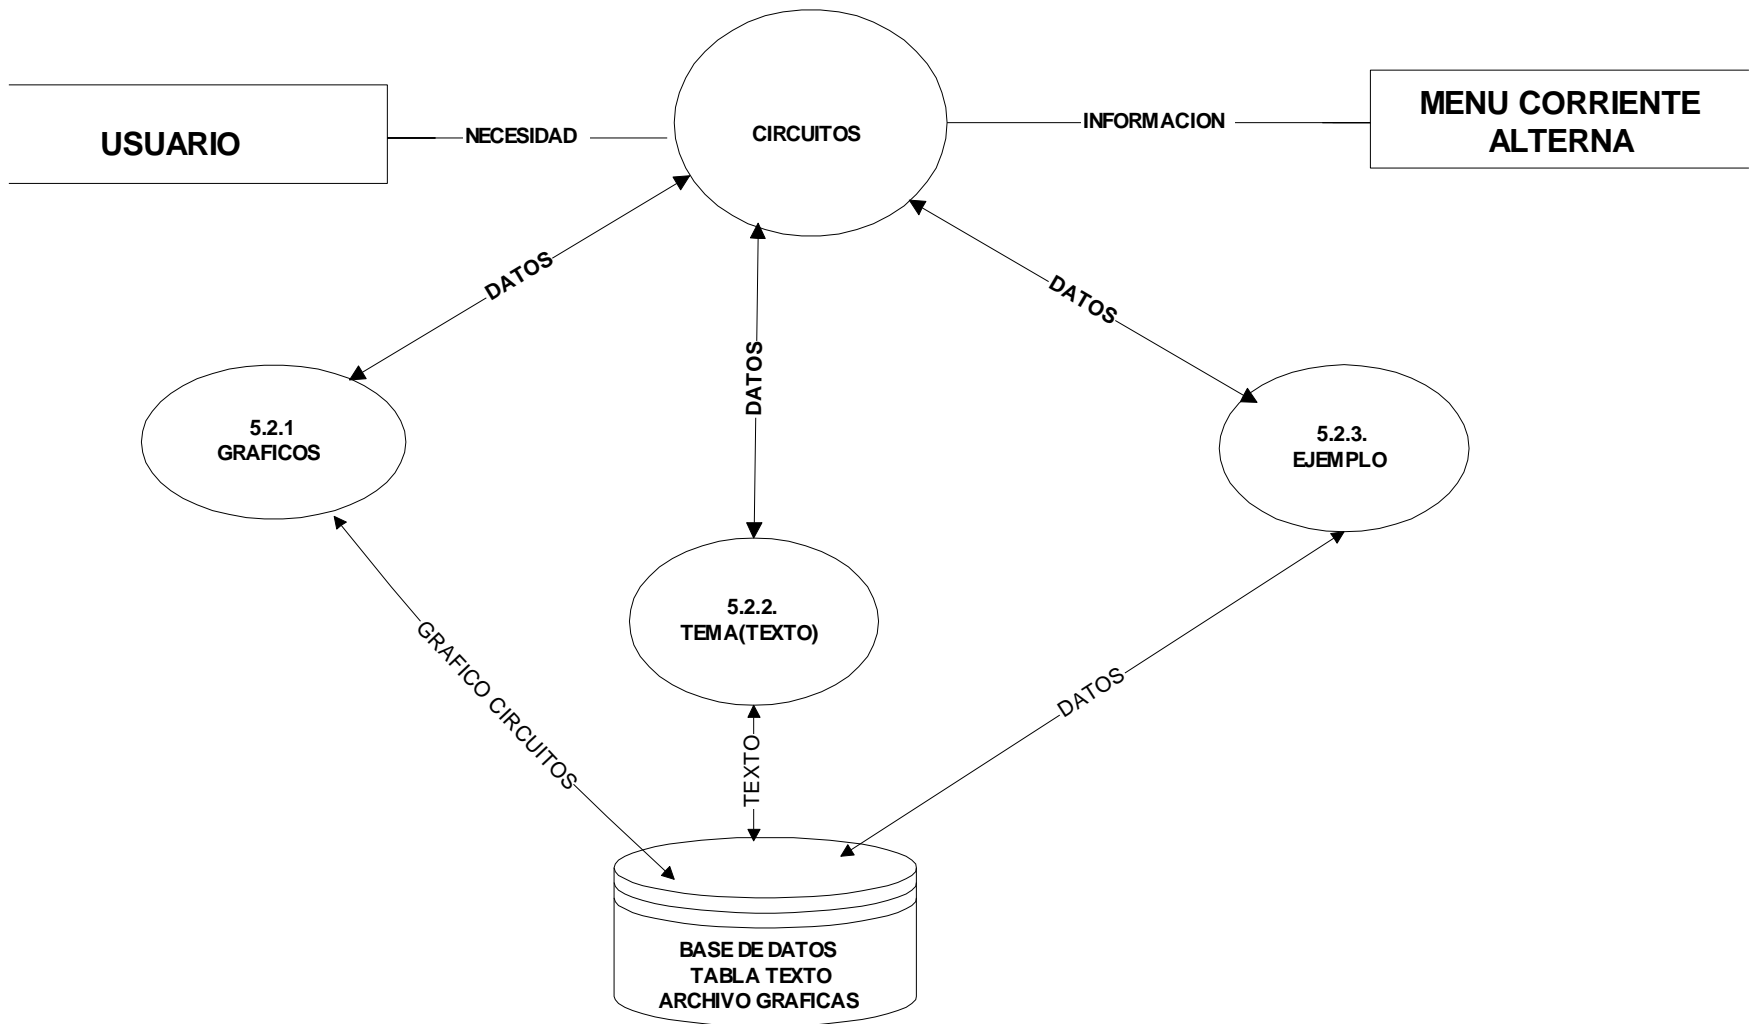 USUARIO
NECESIDAD
CIRCUITOS
INFORMACION
MENU CORRIENTE
ALTERNA
DATOS
DATOS
DATOS
5.2.1
GRAFICOS
5.2.2.
TEMA(TEXTO)
5.2.3.
EJEMPLO
GRAFICO CIRCUITOS
TEXTO
DATOS
BASE DE DATOS
TABLA TEXTO
ARCHIVO GRAFICAS